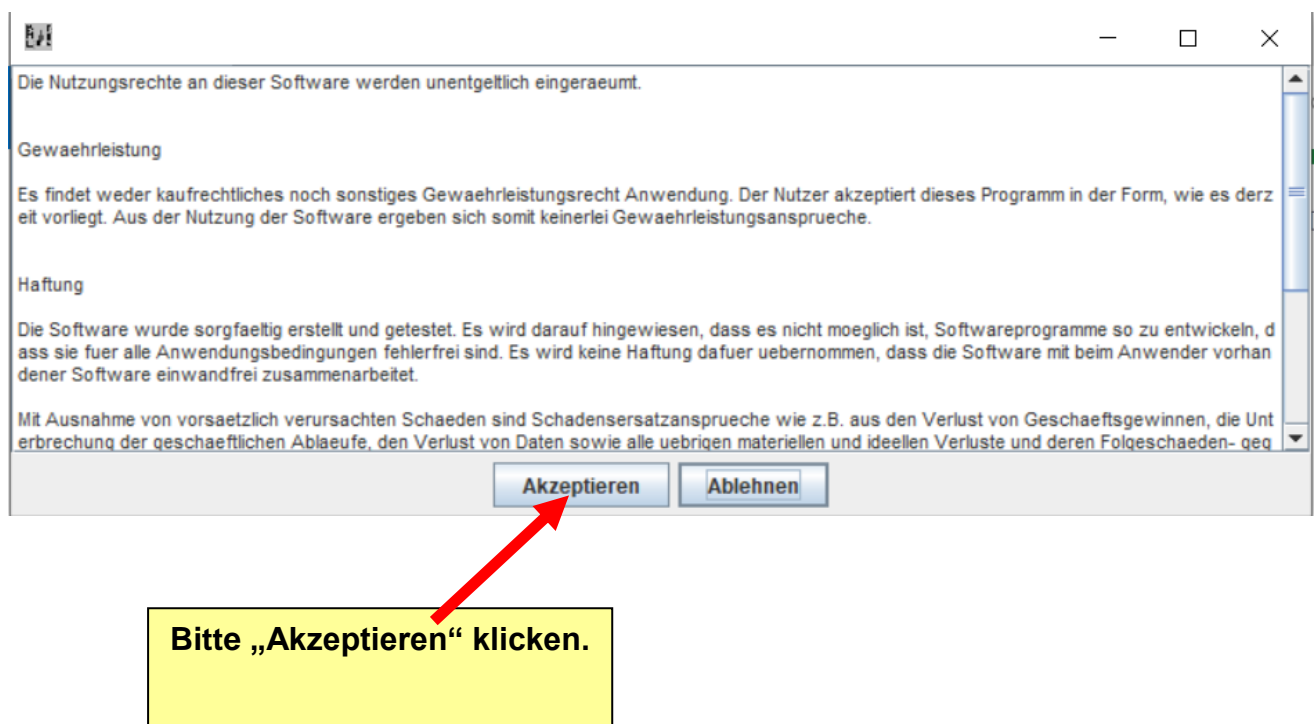 Die Nutzungsrechte an dieser Software werden unentgeltlich eingeraeumt.
Gewaehrleistung
Es findet weder kaufrechtliches noch sonstiges Gewaehrleistungsrecht Anwendung. Der Nutzer akzeptiert dieses Programm in der Form, wie es derz
eit vorliegt. Aus der Nutzung der Software ergeben sich somit keinerlei Gewaehrleistungsansprueche.
Haftung
Die Software wurde sorgfaeltig erstellt und getestet. Es wird darauf hingewiesen, dass es nicht moeglich ist, Softwareprogramme so zu entwickeln, d
ass sie fuer alle Anwendungsbedingungen fehlerfrei sind. Es wird keine Haftung dafuer uebernommen, dass die Software mit beim Anwender vorhan
dener Software einwandfrei zusammenarbeitet.
Mit Ausnahme von vorsaetzlich verursachten Schaeden sind Schadensersatzansprueche wie z.B. aus den Verlust von Geschaeftsgewinnen, die Unt
erbrechung der geschaeftlichen Ablaeufe, den Verlust von Daten sowie alle uebrigen materiellen und ideellen Verluste und deren Folgeschaeden- geg
Akzeptieren
Ablehnen
Bitte „Akzeptieren“ klicken.